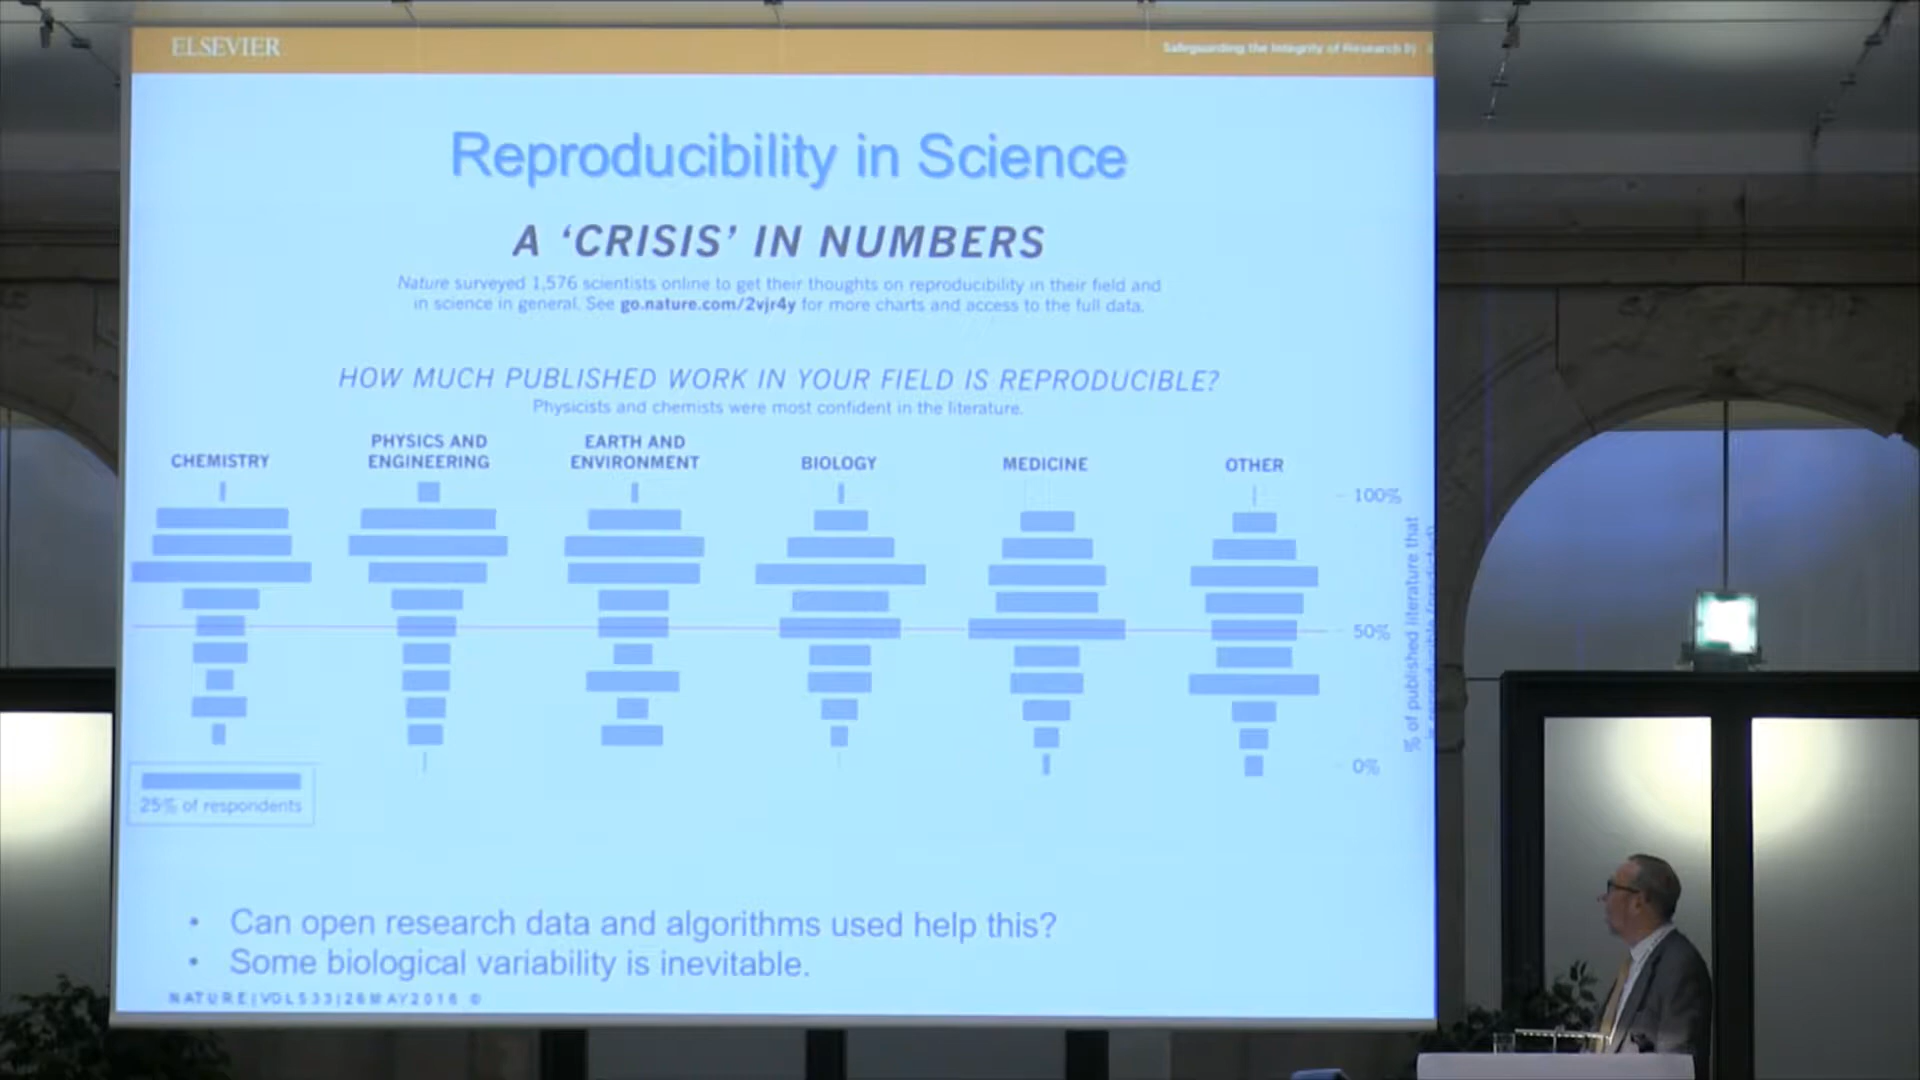 ELSEVIER
Safeguarding the Integrity of Research
Reproducibility in Science
A ‘CRISIS’ IN NUMBERS
Nature surveyed 1,576 scientists online to get their thoughts on reproducibility in their field and
in science in general. See go.nature.com/2vjr4y for more charts and access to the full data.
HOW MUCH PUBLISHED WORK IN YOUR FIELD IS REPRODUCIBLE?
Physicists and chemists were most confident in the literature.
CHEMISTRY
PHYSICS AND
ENGINEERING
EARTH AND
ENVIRONMENT
BIOLOGY
MEDICINE
OTHER
100%
50%
0%
% of published literature that
25% of respondents
• Can open research data and algorithms used help this?
• Some biological variability is inevitable.
NATURE|VOL533|26MAY2016 ©